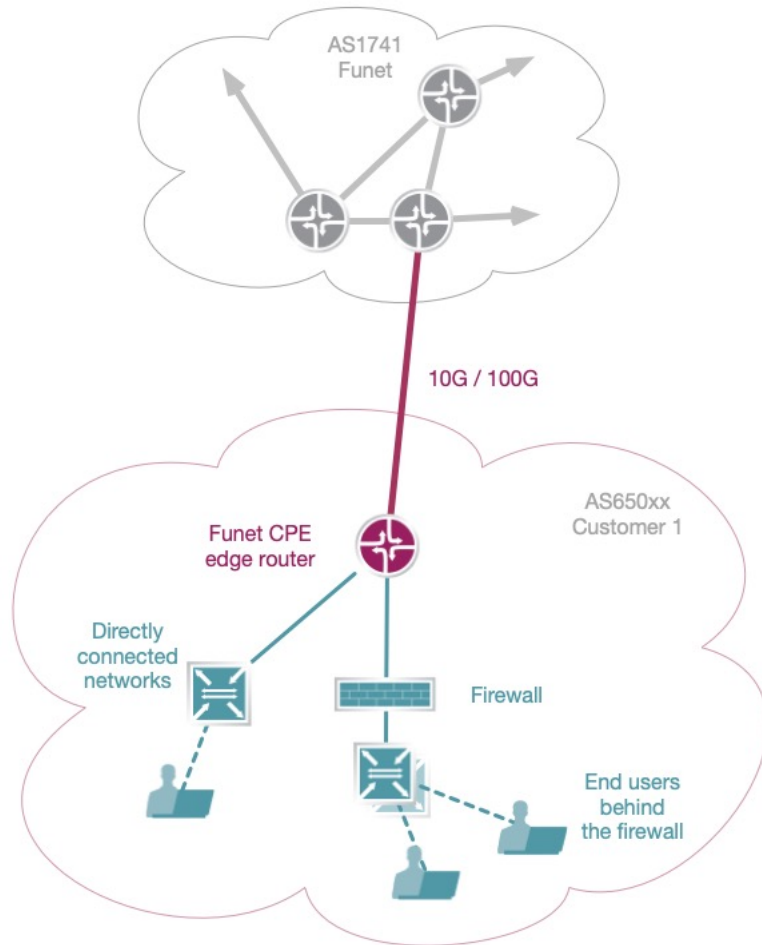 AS1741
Funet
10G / 100G
AS650xx
Customer 1
Funet CPE
edge router
Directly
connected
networks
Firewall
End users
behind
the firewall